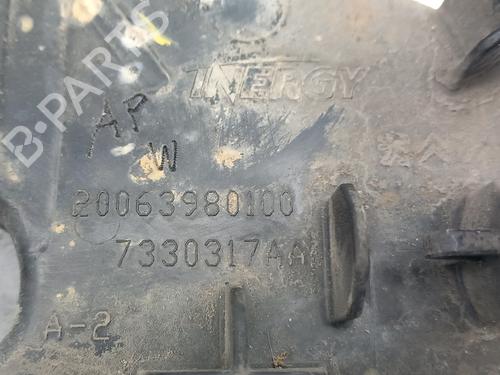 INERGY
AP
W
20063980100
7330317AA
A-2
B-PARTS